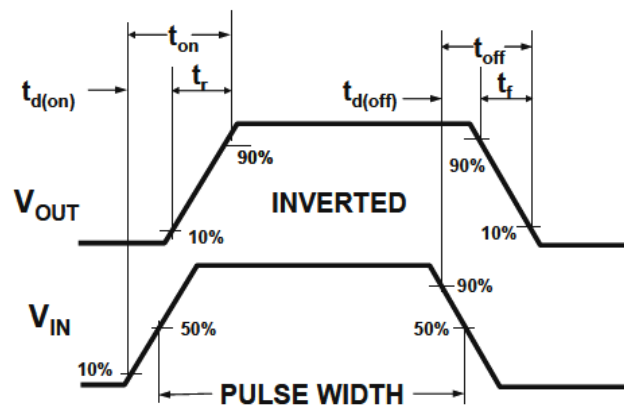 t_on
t_off
t_d(on)
t_r
t_d(off)
t_f
90%
90%
V_OUT
INVERTED
10%
10%
90%
V_IN
50%
50%
10%
PULSE WIDTH